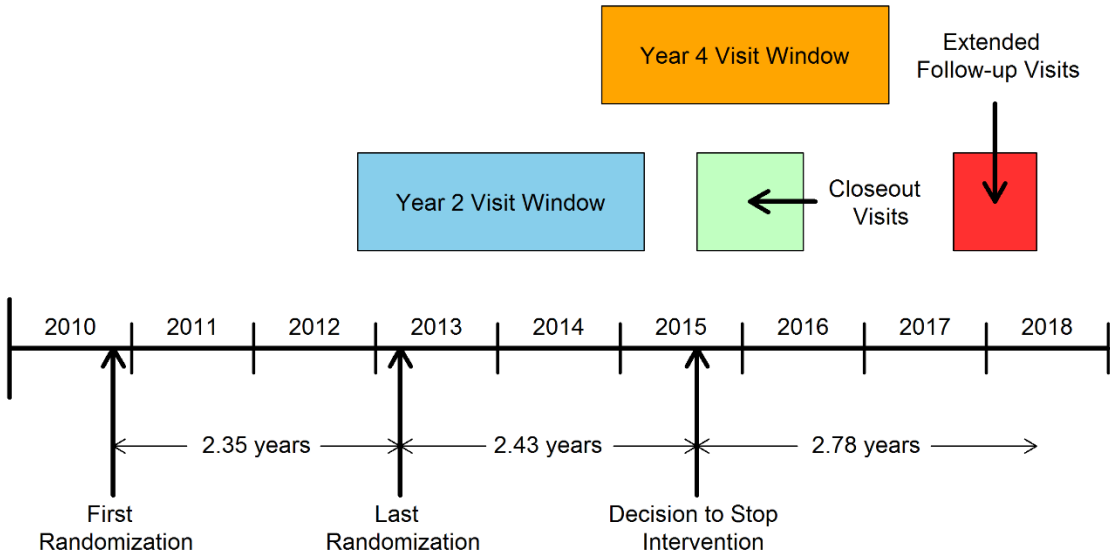 Year 4 Visit Window
Extended
Follow-up Visits
Year 2 Visit Window
Closeout
Visits
2010 2011 2012 2013 2014 2015 2016 2017 2018
2.35 years 2.43 years 2.78 years
First
Randomization
Last
Randomization
Decision to Stop
Intervention